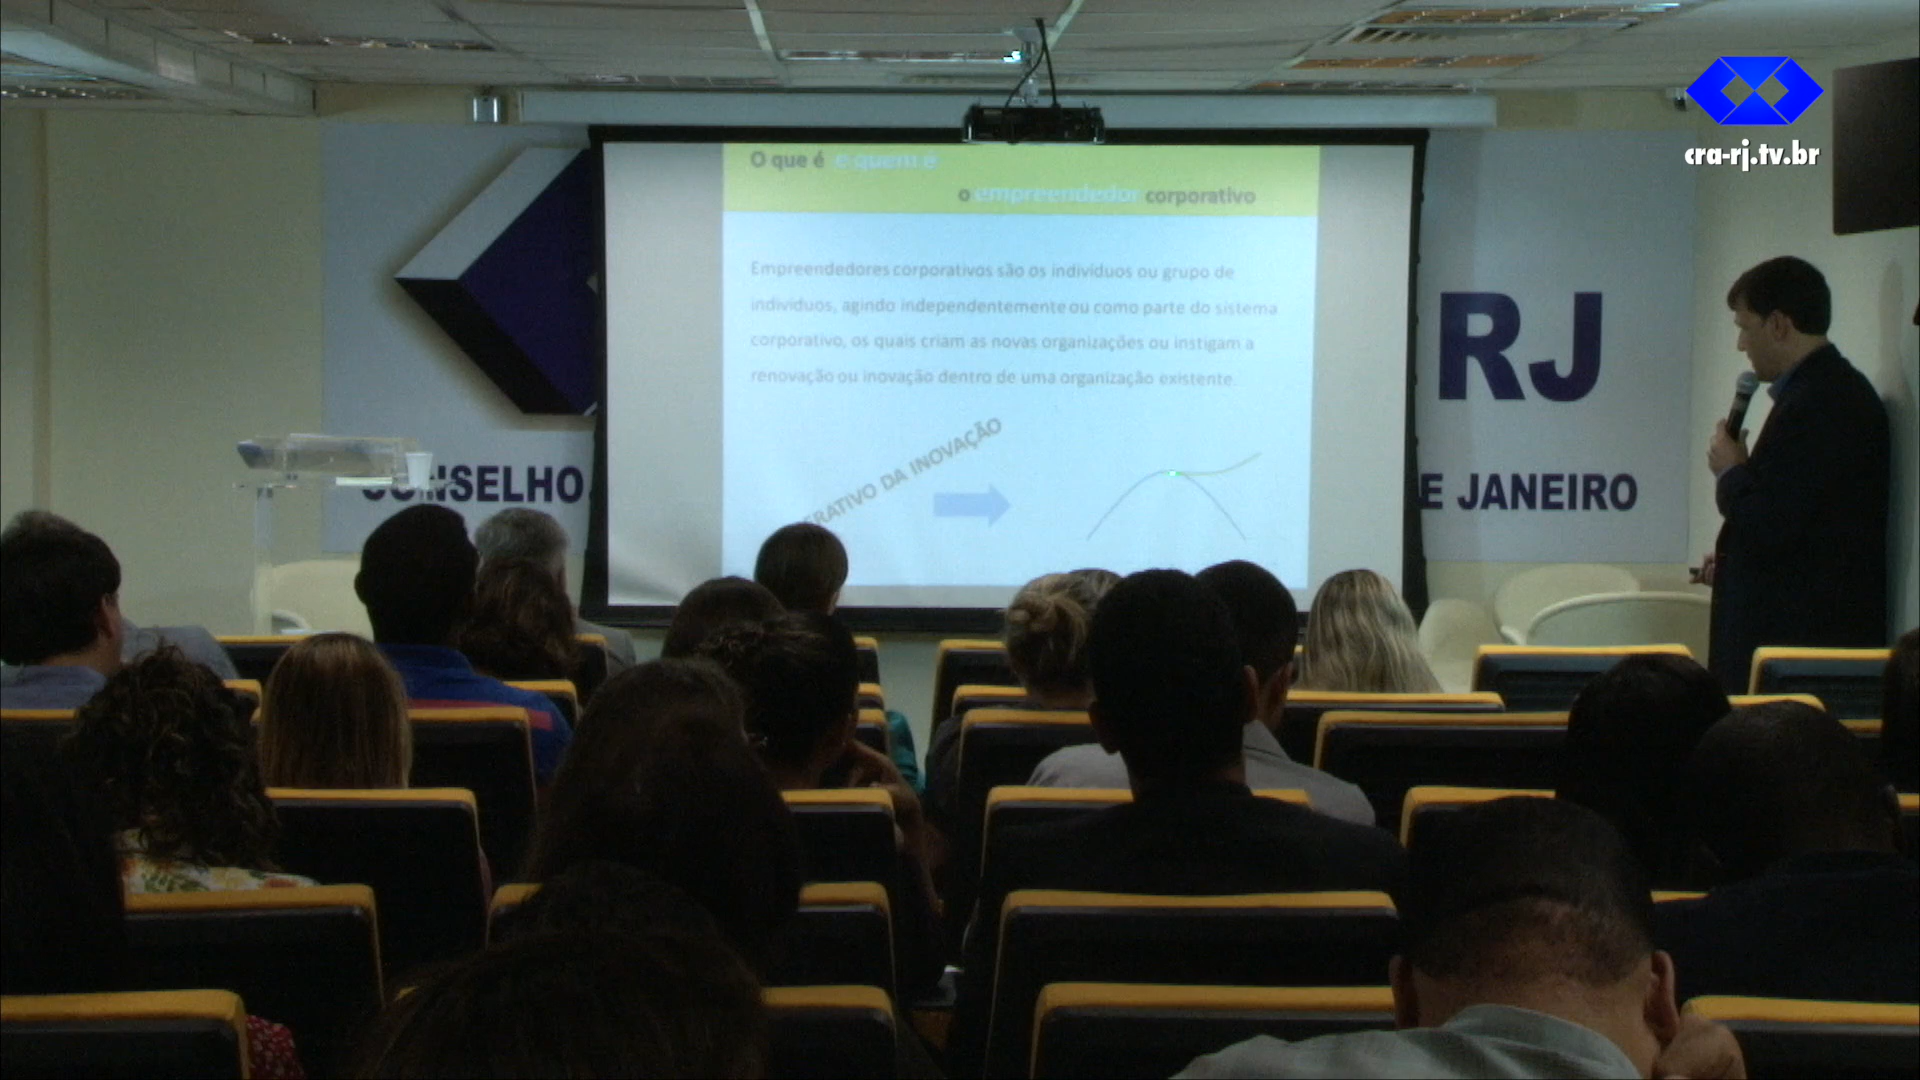 cra-rj.tv.br
O que é e quem é
o empreendedor corporativo
Empreendedores corporativos são os indivíduos ou grupo de
indivíduos, agindo independentemente ou como parte do sistema
corporativo, os quais criam as novas organizações ou instigam a
renovação ou inovação dentro de uma organização existente.
DA INOVAÇÃO
RJ
CONSELHO
E JANEIRO